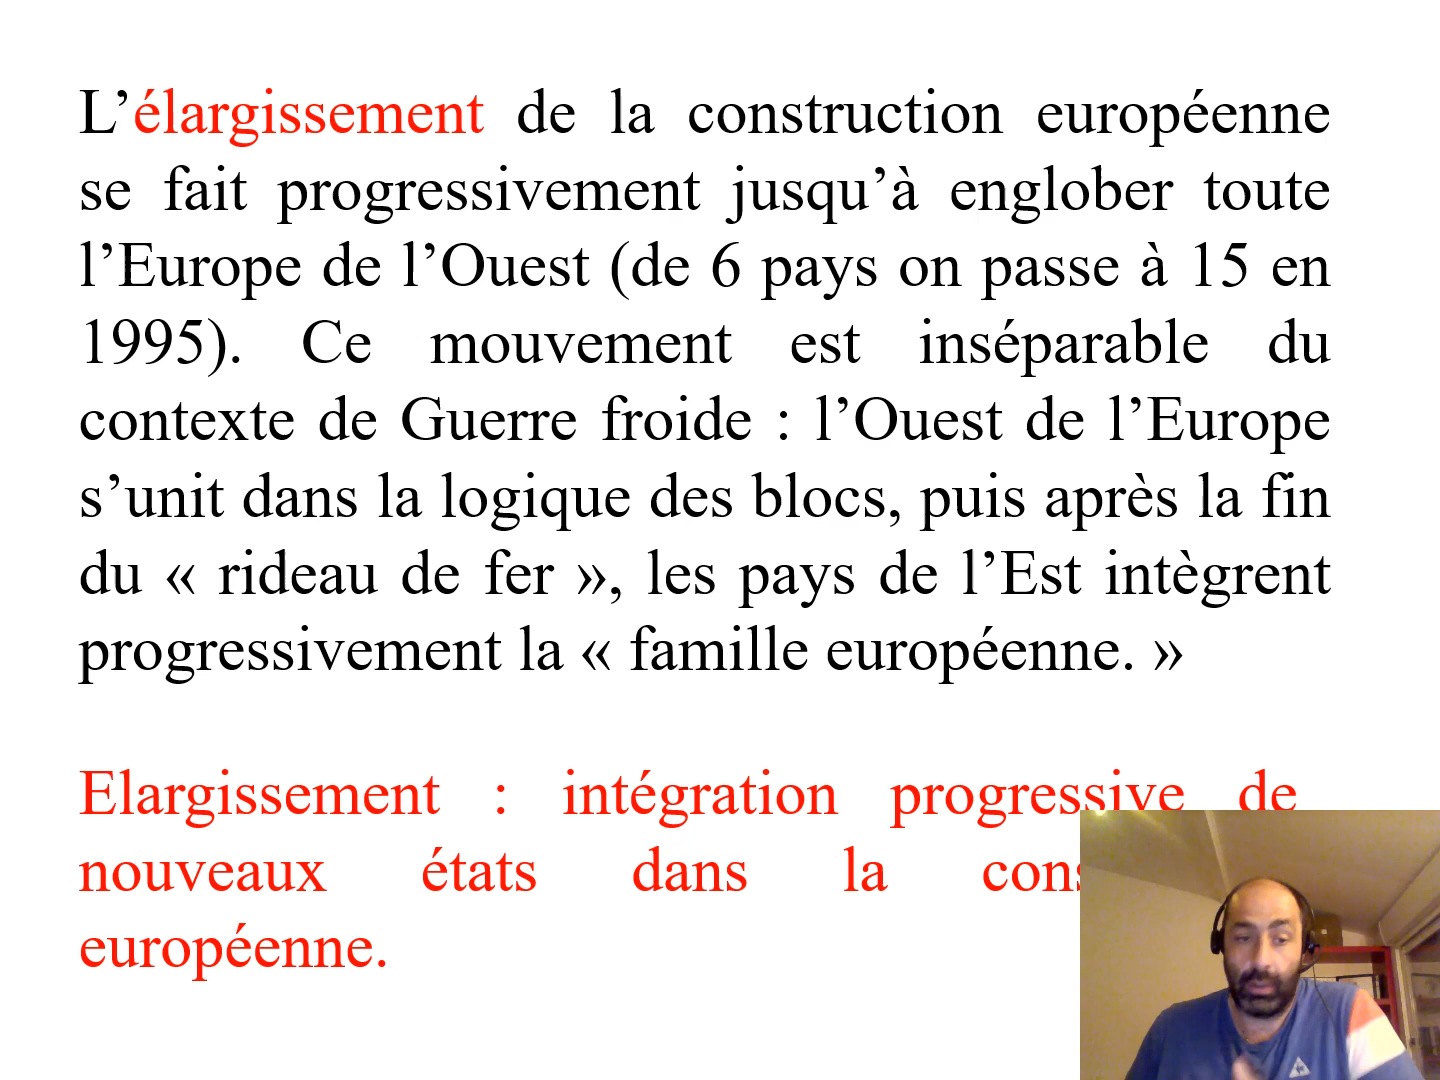 L’élargissement de la construction européenne
se fait progressivement jusqu’à englober toute
l’Europe de l’Ouest (de 6 pays on passe à 15 en
1995). Ce mouvement est inséparable du
contexte de Guerre froide : l’Ouest de l’Europe
s’unit dans la logique des blocs, puis après la fin
du « rideau de fer », les pays de l’Est intègrent
progressivement la « famille européenne. »
Elargissement : intégration progressive de
nouveaux états dans la
européenne.